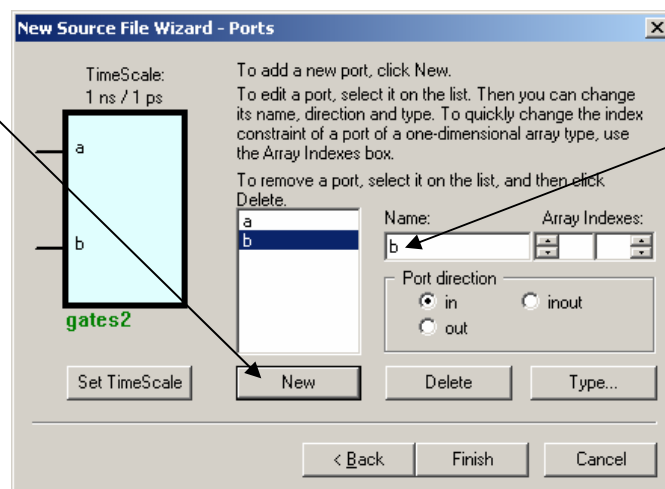 New Source File Wizard - Ports
TimeScale:
1 ns / 1 ps
a
b
gates2
Set TimeScale
To add a new port, click New.
To edit a port, select it on the list. Then you can change
its name, direction and type. To quickly change the index
constraint of a port of a one-dimensional array type, use
the Array Indexes box.
To remove a port, select it on the list, and then click
Delete.
a
b
Name:
Array Indexes:
b
Port direction
in
inout
out
New
Delete
Type...
< Back
Finish
Cancel